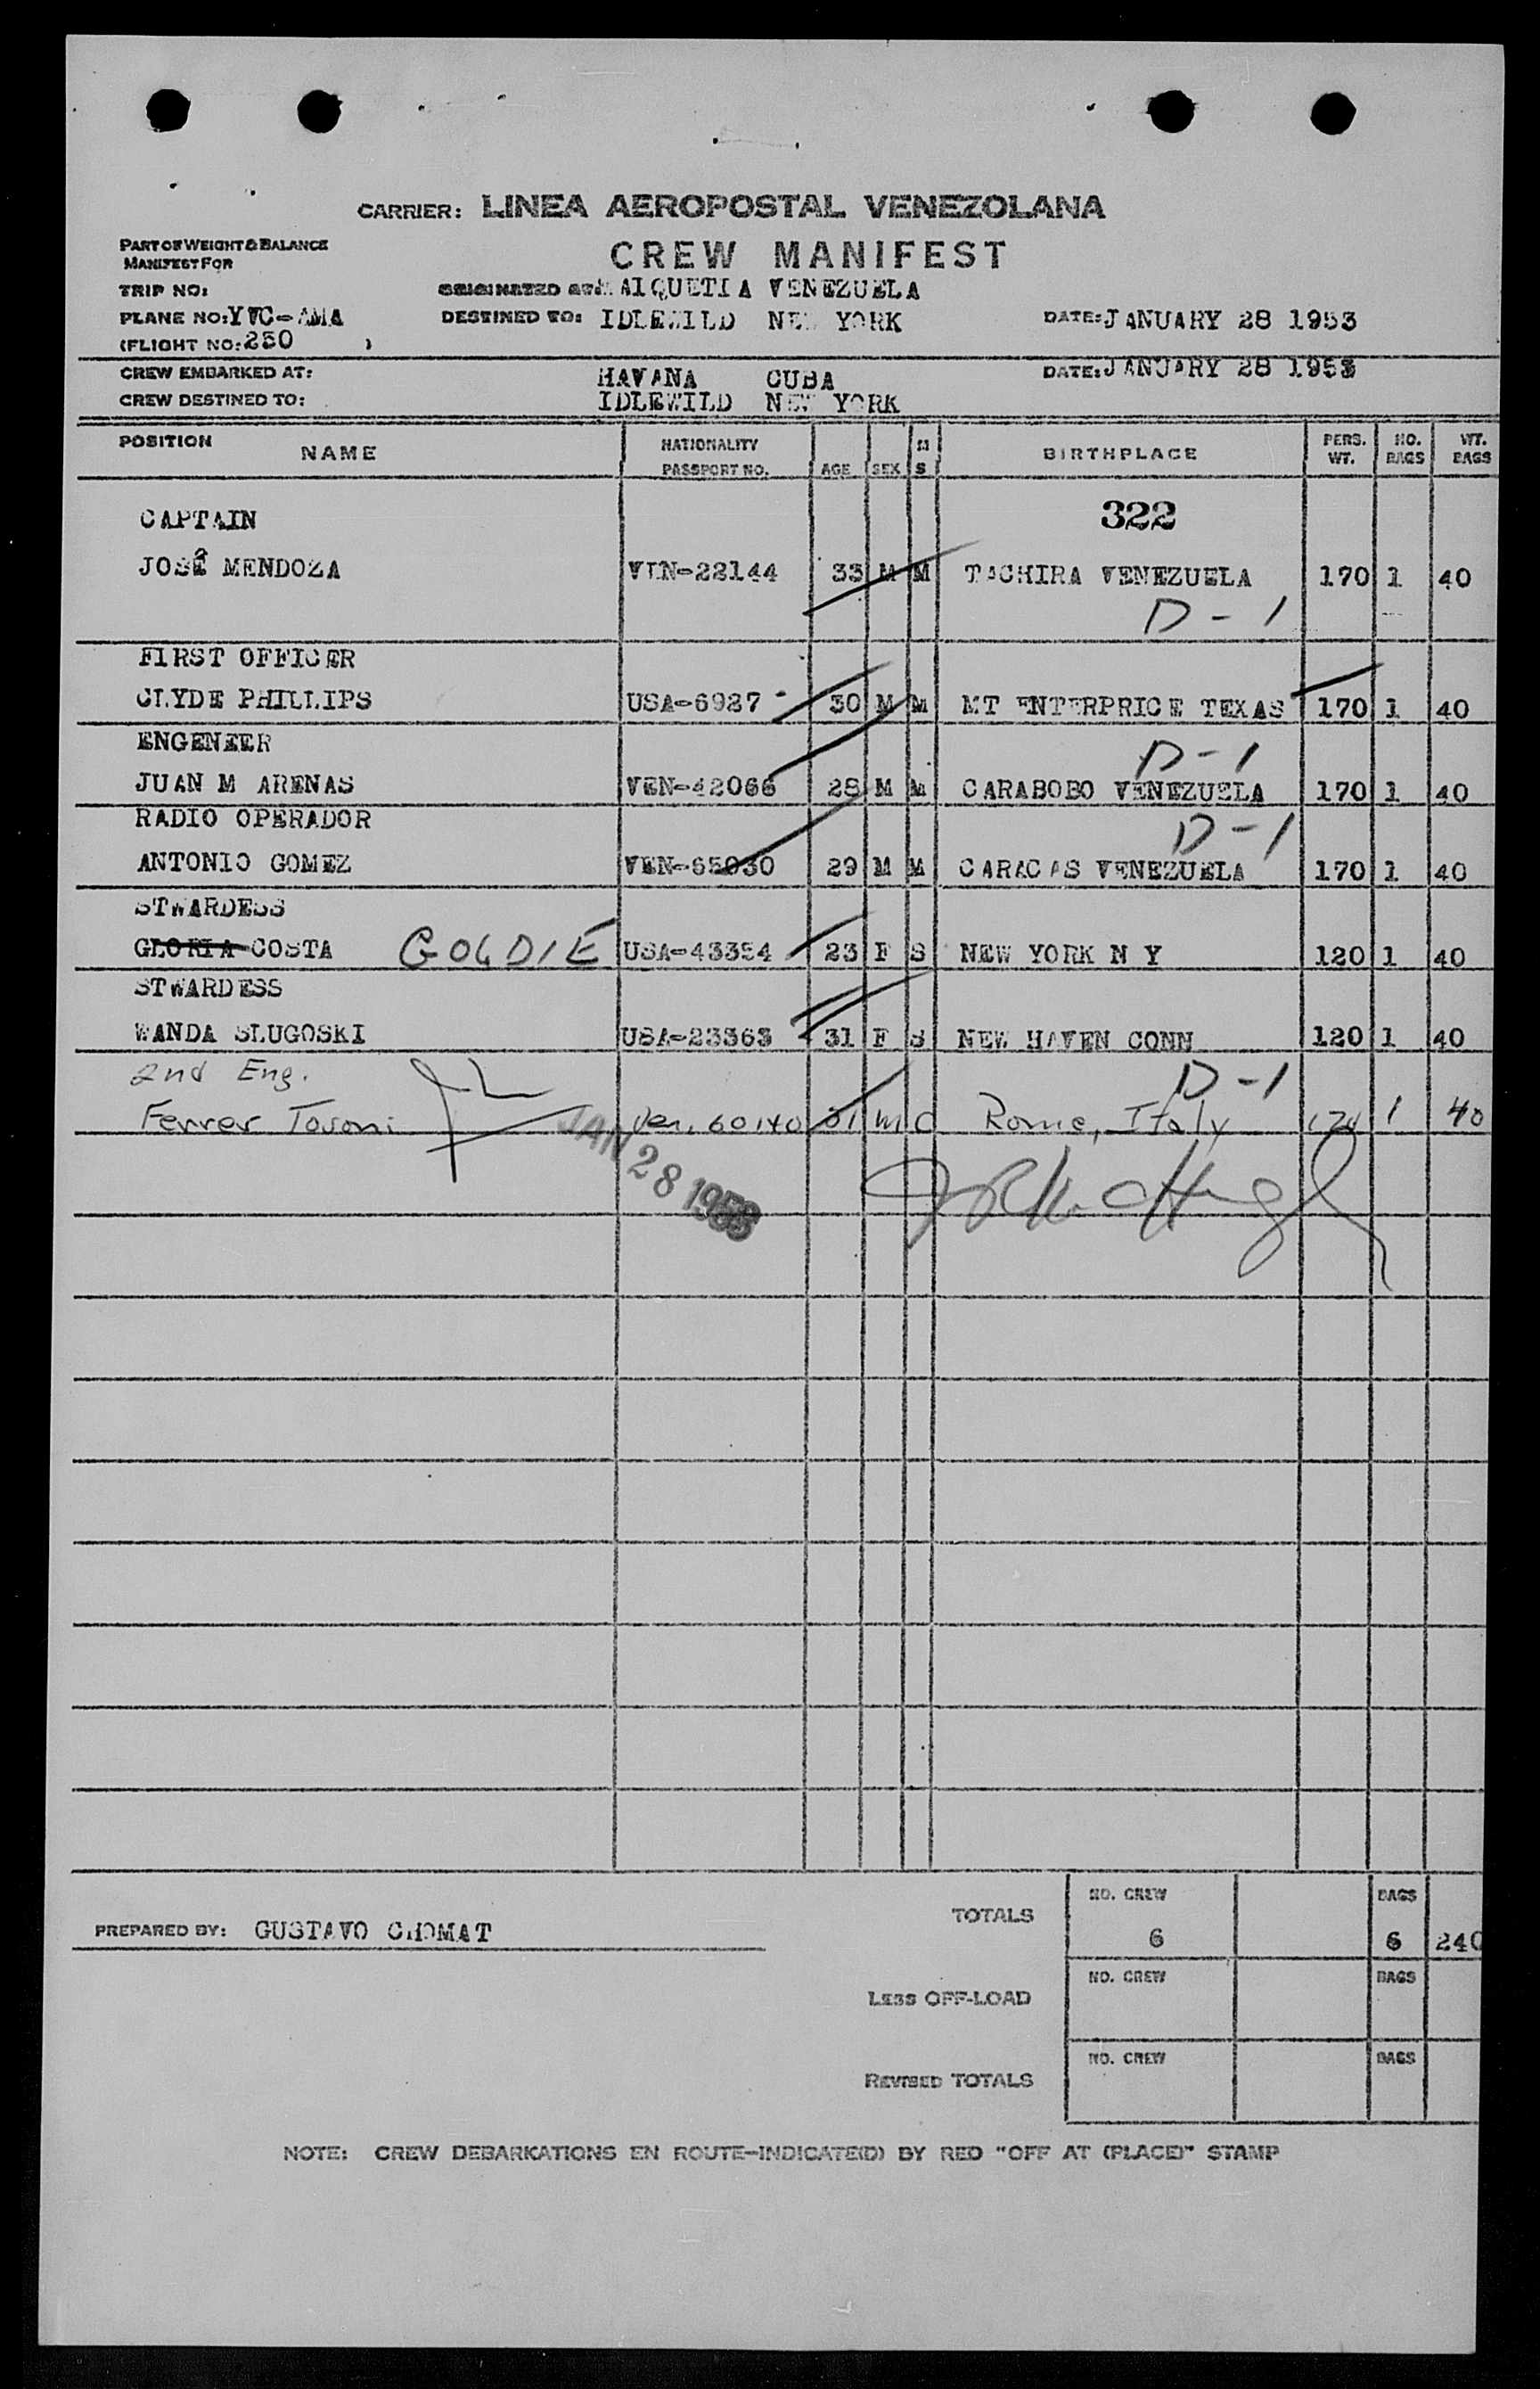 CARRIER: LINEA AEROPOSTAL VENEZOLANA
PART OF WEIGHT & BALANCE
MANIFEST FOR
CREW MANIFEST
TRIP NO:
ORIGINATED AT: MAIQUETIA VENEZUELA
PLANE NO: YVC-AMA
DESTINED TO: IDLEWILD NEW YORK
DATE: JANUARY 28 1953
(FLIGHT NO: 250 )
CREW EMBARKED AT: HAVANA CUBA
DATE: JANUARY 28 1953
CREW DESTINED TO: IDLEWILD NEW YORK
POSITION NAME NATIONALITY PASSPORT NO. AGE SEX M S BIRTHPLACE PERS. WT. NO. BAGS WT. BAGS
CAPTAIN 322
JOSE MENDOZA VEN-22144 33 M M TACHIRA VENEZUELA 170 1 40
D-1
FIRST OFFICER
CLYDE PHILLIPS USA-6927 30 M M MT ENTERPRICE TEXAS 170 1 40
ENGENEER D-1
JUAN M ARENAS VEN-42066 28 M M CARABOBO VENEZUELA 170 1 40
RADIO OPERADOR D-1
ANTONIO GOMEZ VEN-65030 29 M M CARACAS VENEZUELA 170 1 40
STWARDESS
GLORIA COSTA GOLDIE USA-43354 23 F S NEW YORK N Y 120 1 40
STWARDESS
WANDA SLUGOSKI USA-23363 31 F S NEW HAVEN CONN 120 1 40
2nd Eng. D-1
Ferrer Tosoni Ven. 60140 31 M C Rome, Italy 170 1 40
JAN 28 1953
PREPARED BY: GUSTAVO CHOMAT
TOTALS
NO. CREW BAGS
6 6 240
LESS OFF-LOAD
NO. CREW BAGS
REVISED TOTALS
NO. CREW BAGS
NOTE: CREW DEBARKATIONS EN ROUTE-INDICATE(D) BY RED "OFF AT (PLACE)" STAMP